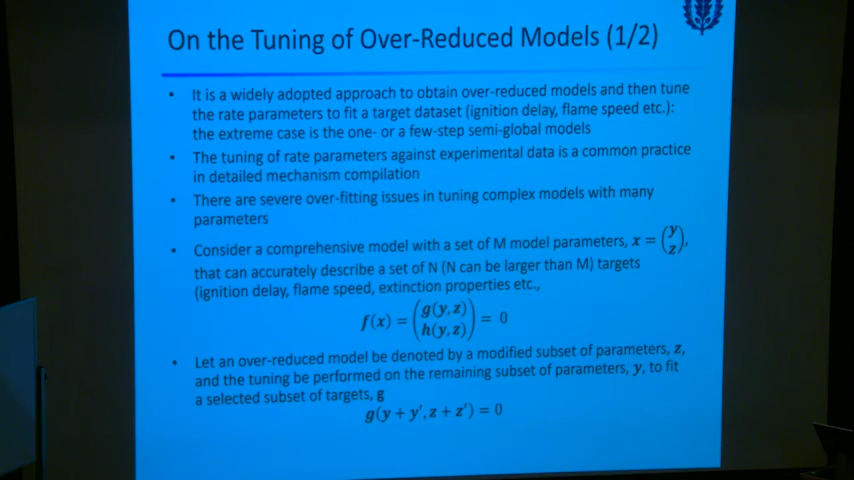 On the Tuning of Over-Reduced Models (1/2)
• It is a widely adopted approach to obtain over-reduced models and then tune
the rate parameters to fit a target dataset (ignition delay, flame speed etc.):
the extreme case is the one- or a few-step semi-global models
• The tuning of rate parameters against experimental data is a common practice
in detailed mechanism compilation
• There are severe over-fitting issues in tuning complex models with many
parameters
• Consider a comprehensive model with a set of M model parameters, x = (y z),
that can accurately describe a set of N (N can be larger than M) targets
(ignition delay, flame speed, extinction properties etc.,
f(x) = (g(y,z) h(y,z)) = 0
• Let an over-reduced model be denoted by a modified subset of parameters, z,
and the tuning be performed on the remaining subset of parameters, y, to fit
a selected subset of targets, g
g(y + y', z + z') = 0